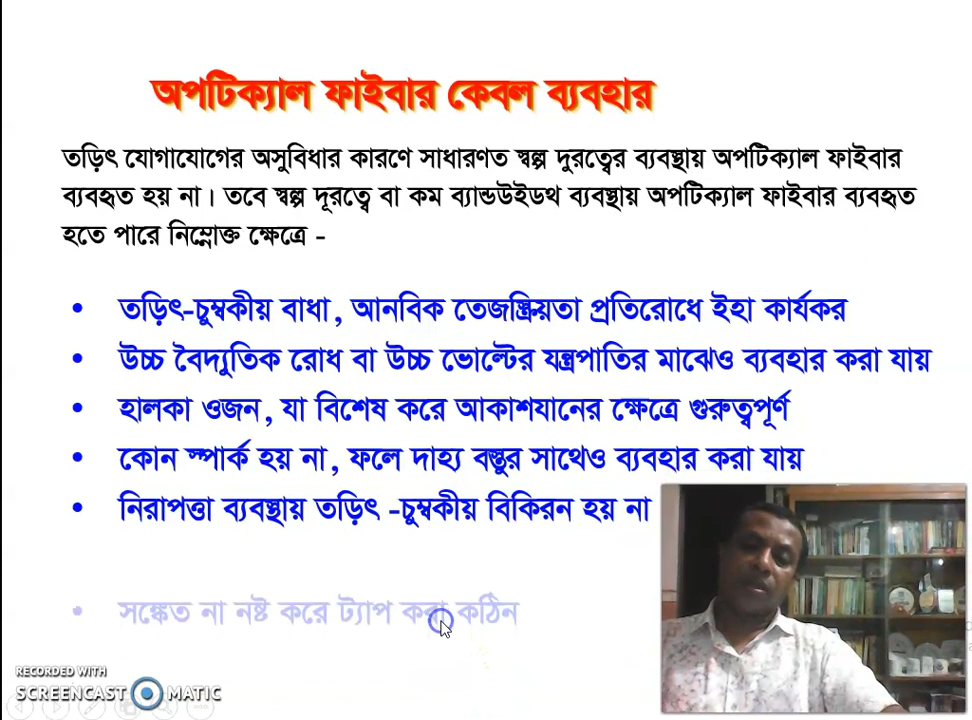 অপটিক্যাল ফাইবার কেবল ব্যবহার
তড়িৎ যোগাযোগের অসুবিধার কারণে সাধারণত স্বল্প দুরত্বের ব্যবস্থায় অপটিক্যাল ফাইবার
ব্যবহৃত হয় না। তবে স্বল্প দূরত্বে বা কম ব্যান্ডউইডথ ব্যবস্থায় অপটিক্যাল ফাইবার ব্যবহৃত
হতে পারে নিম্নোক্ত ক্ষেত্রে -
• তড়িৎ-চুম্বকীয় বাধা, আনবিক তেজষ্ক্রিয়তা প্রতিরোধে ইহা কার্যকর
• উচ্চ বৈদ্যুতিক রোধ বা উচ্চ ভোল্টের যন্ত্রপাতির মাঝেও ব্যবহার করা যায়
• হালকা ওজন, যা বিশেষ করে আকাশযানের ক্ষেত্রে গুরুত্বপূর্ণ
• কোন স্পার্ক হয় না, ফলে দাহ্য বস্তুর সাথেও ব্যবহার করা যায়
• নিরাপত্তা ব্যবস্থায় তড়িৎ -চুম্বকীয় বিকিরন হয় না
• সঙ্কেত না নষ্ট করে ট্যাপ করা কঠিন
RECORDED WITH
SCREENCAST MATIC